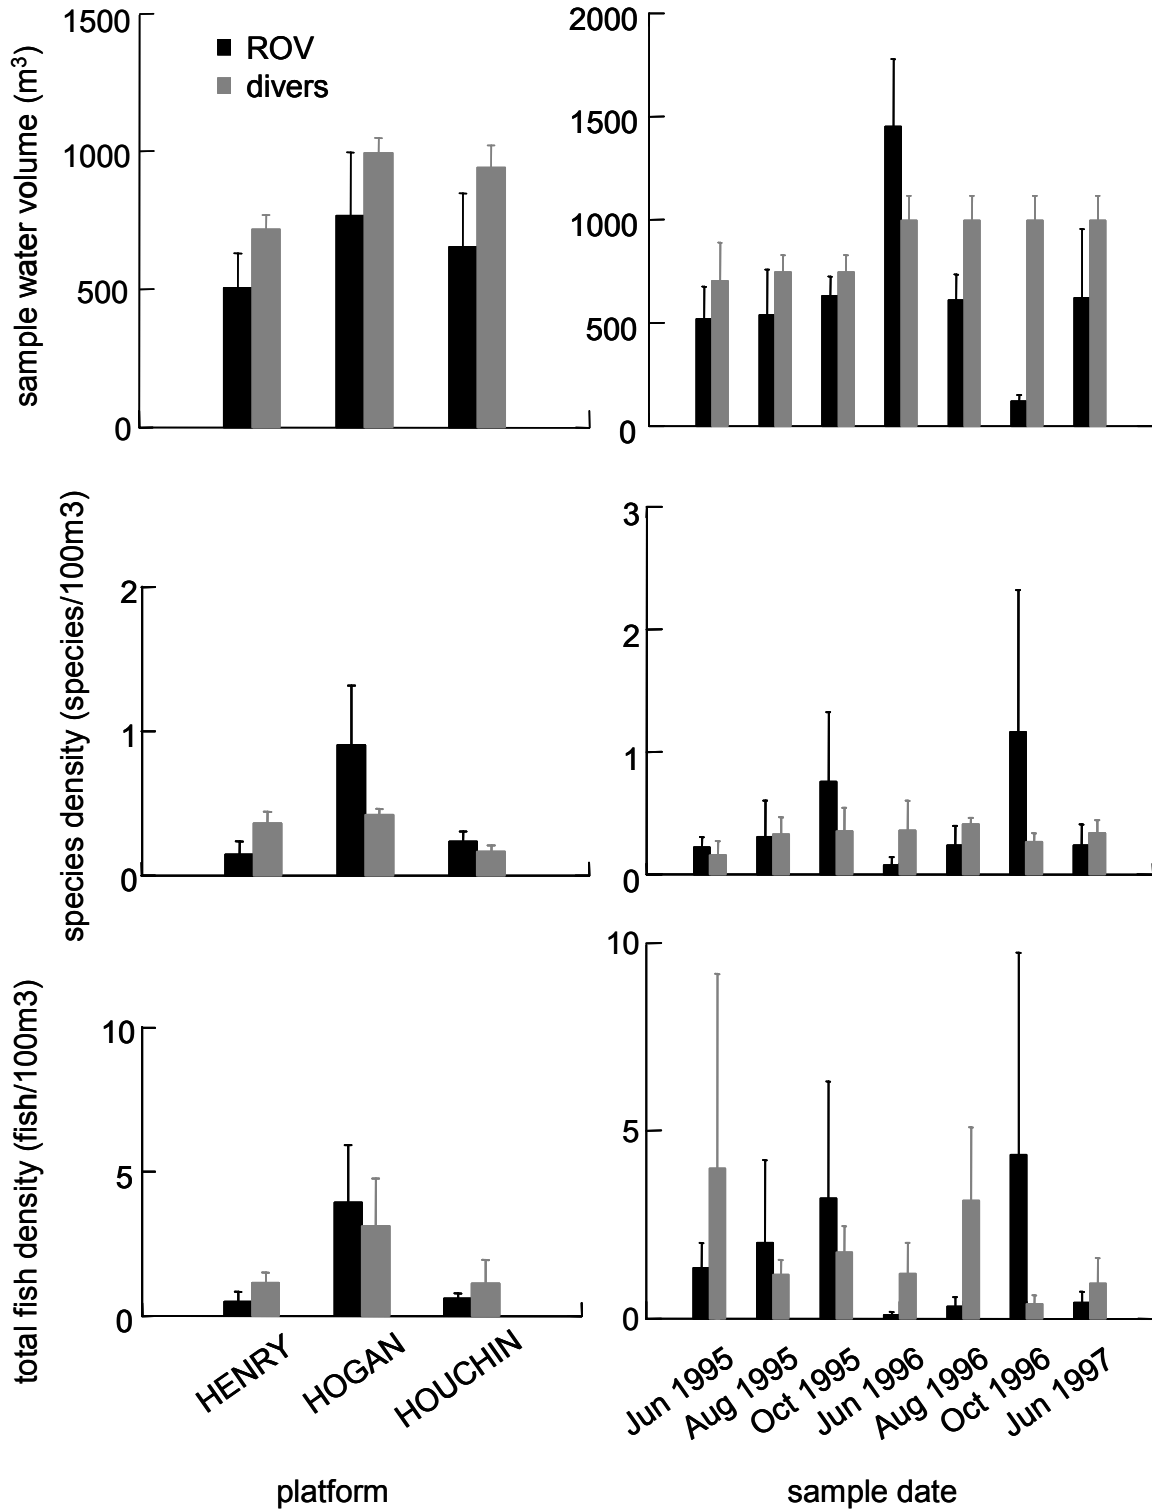 sample water volume (m³)
1500
1000
500
0
ROV
divers
2000
1500
1000
500
0
species density (species/100m3)
2
1
0
3
2
1
0
total fish density (fish/100m3)
10
5
0
10
5
0
HENRY
HOGAN
HOUCHIN
Jun 1995
Aug 1995
Oct 1995
Jun 1996
Aug 1996
Oct 1996
Jun 1997
platform
sample date